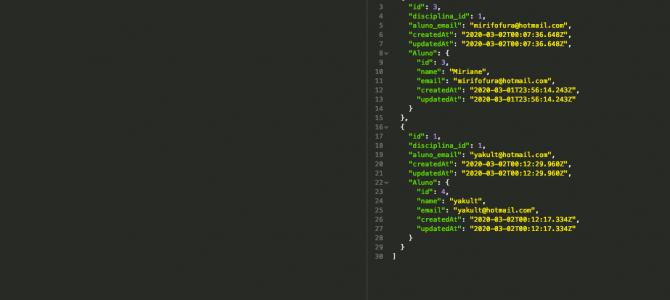 3 "id": 3,
4 "disciplina_id": 1,
5 "aluno_email": "mirifofura@hotmail.com",
6 "createdAt": "2020-03-02T00:07:36.648Z",
7 "updatedAt": "2020-03-02T00:07:36.648Z",
8 "Aluno": {
9 "id": 3,
10 "name": "Miriane",
11 "email": "mirifofura@hotmail.com",
12 "createdAt": "2020-03-01T23:56:14.243Z",
13 "updatedAt": "2020-03-01T23:56:14.243Z"
14 }
15 },
16 {
17 "id": 1,
18 "disciplina_id": 1,
19 "aluno_email": "yakult@hotmail.com",
20 "createdAt": "2020-03-02T00:12:29.960Z",
21 "updatedAt": "2020-03-02T00:12:29.960Z",
22 "Aluno": {
23 "id": 4,
24 "name": "yakult",
25 "email": "yakult@hotmail.com",
26 "createdAt": "2020-03-02T00:12:17.334Z",
27 "updatedAt": "2020-03-02T00:12:17.334Z"
28 }
29 }
30 ]